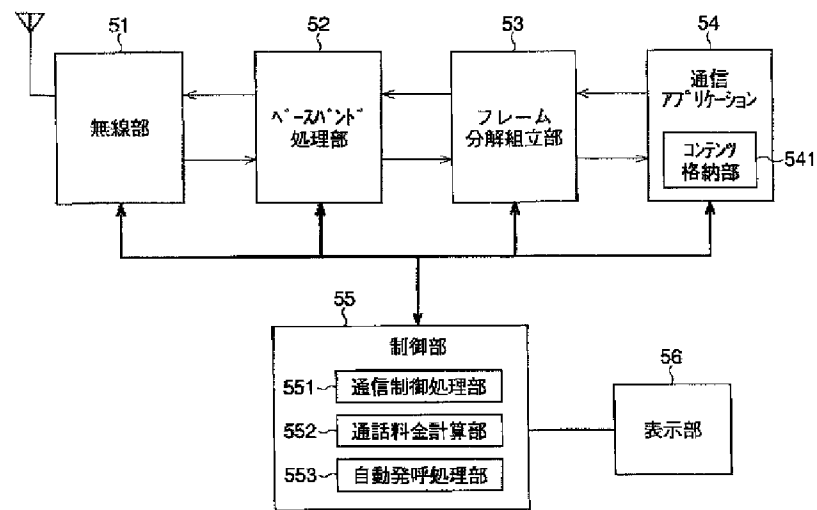 51
無線部
52
ベースバンド
処理部
53
フレーム
分解組立部
54
通信
アプリケーション
コンテンツ
格納部
541
55
制御部
551
通信制御処理部
552
通話料金計算部
553
自動発呼処理部
56
表示部